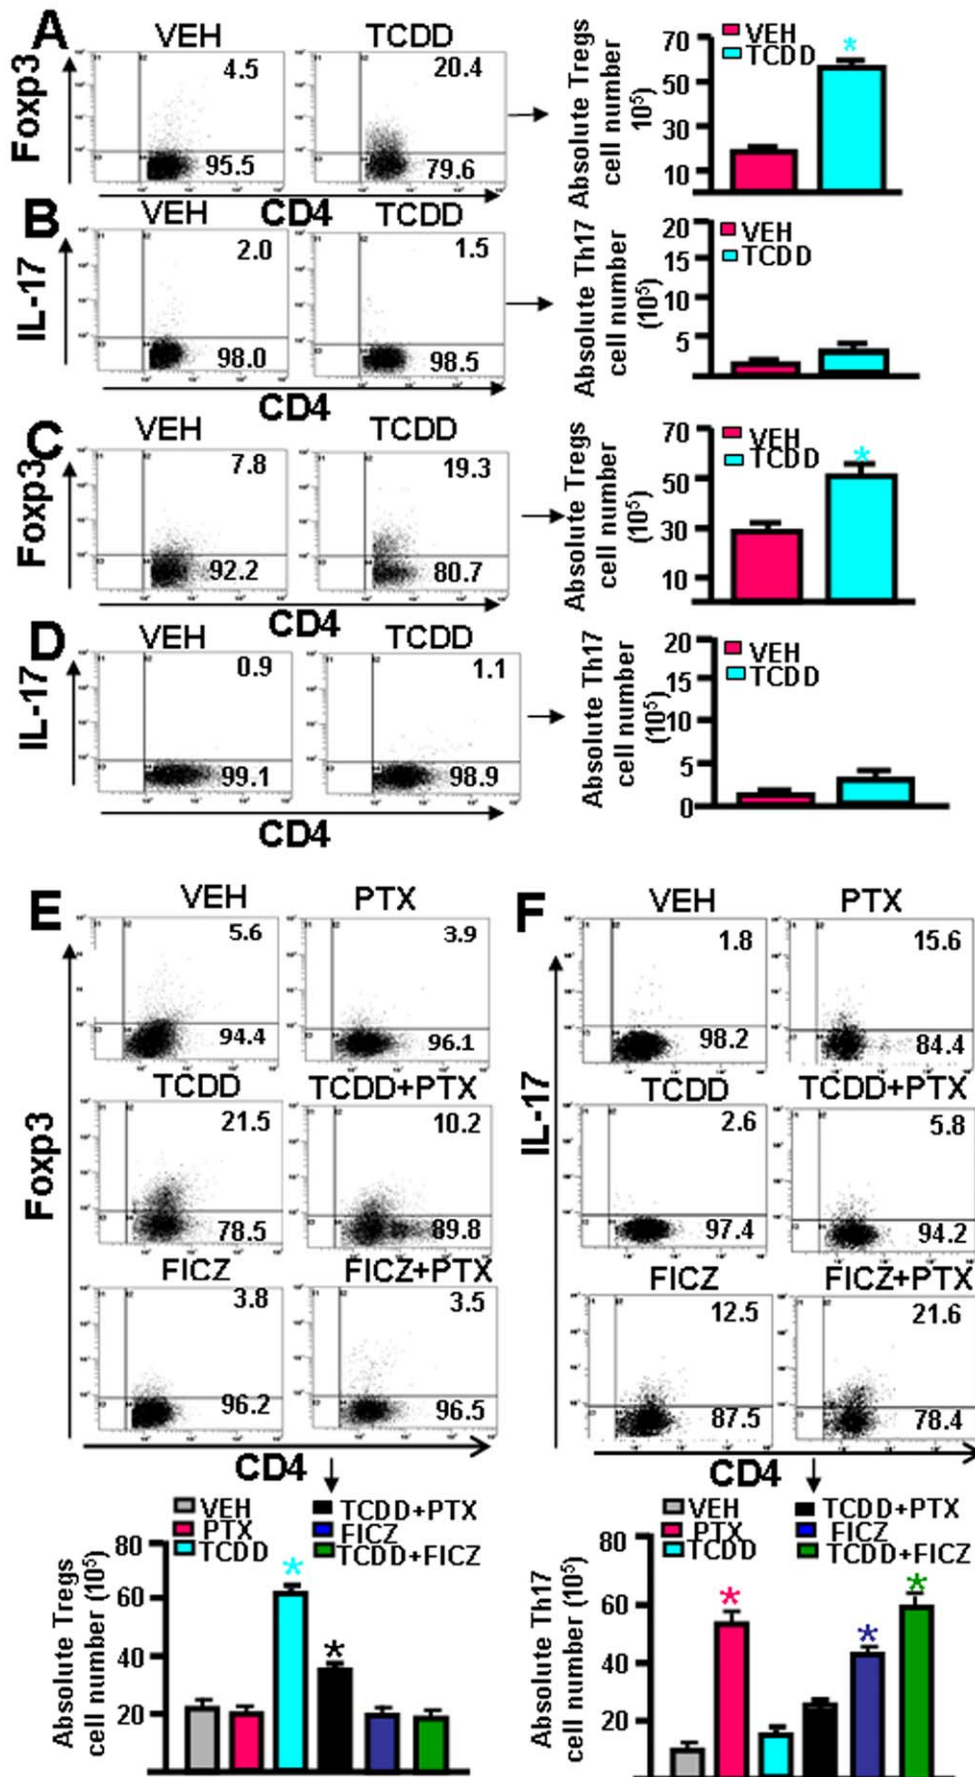 A
VEH
TCDD
Foxp3
4.5
20.4
95.5
79.6
CD4
Absolute Tregs
cell number
10⁵)
70
50
30
10
VEH
TCDD
B
VEH
TCDD
IL-17
2.0
1.5
98.0
98.5
CD4
Absolute Th17
cell number
(10⁵)
20
15
10
5
VEH
TCDD
C
VEH
TCDD
Foxp3
7.8
19.3
92.2
80.7
CD4
Absolute Tregs
cell number
(10⁵)
70
50
30
10
VEH
TCDD
*
D
VEH
TCDD
IL-17
0.9
1.1
99.1
98.9
CD4
Absolute Th17
cell number
(10⁵)
20
15
10
5
0
VEH
TCDD
E
VEH
PTX
5.6
3.9
94.4
96.1
TCDD
TCDD+PTX
Foxp3
21.5
10.2
78.5
89.8
FICZ
FICZ+PTX
3.8
3.5
96.2
96.5
CD4
VEH
PTX
TCDD
TCDD+PTX
FICZ
TCDD+FICZ
Absolute Tregs
cell number (10⁵)
80
60
40
20
*
*
F
VEH
PTX
1.8
15.6
98.2
84.4
TCDD
TCDD+PTX
IL-17
2.6
5.8
97.4
94.2
FICZ
FICZ+PTX
12.5
21.6
87.5
78.4
CD4
VEH
PTX
TCDD
TCDD+PTX
FICZ
TCDD+FICZ
Absolute Th17
cell number (10⁵)
80
60
40
20
*
*
*